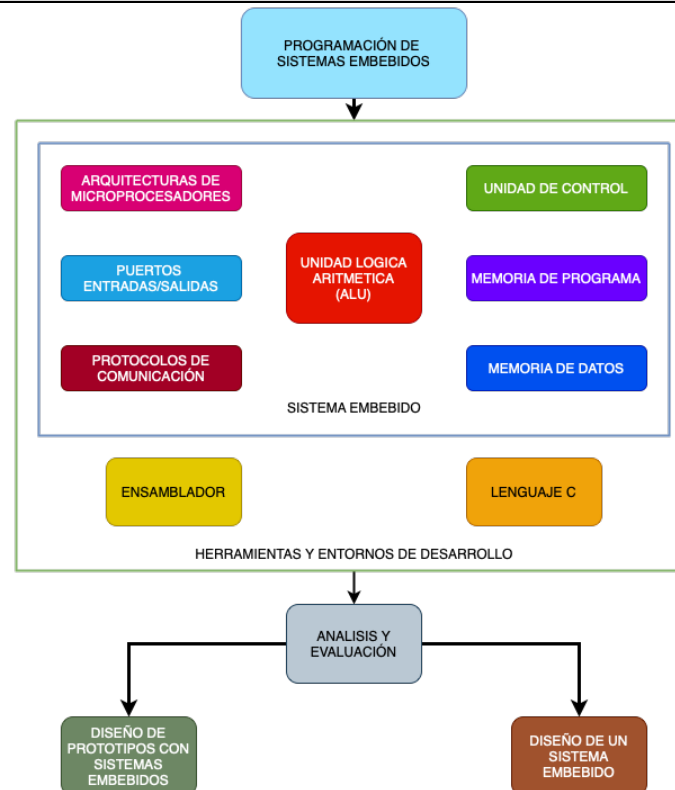 PROGRAMACIÓN DE
SISTEMAS EMBEBIDOS
ARQUITECTURAS DE
MICROPROCESADORES
UNIDAD DE CONTROL
UNIDAD LOGICA
ARITMETICA
(ALU)
PUERTOS
ENTRADAS/SALIDAS
MEMORIA DE PROGRAMA
PROTOCOLOS DE
COMUNICACIÓN
MEMORIA DE DATOS
SISTEMA EMBEBIDO
ENSAMBLADOR
LENGUAJE C
HERRAMIENTAS Y ENTORNOS DE DESARROLLO
ANALISIS Y
EVALUACIÓN
DISEÑO DE
PROTOTIPOS CON
SISTEMAS
EMBEBIDOS
DISEÑO DE UN
SISTEMA
EMBEBIDO